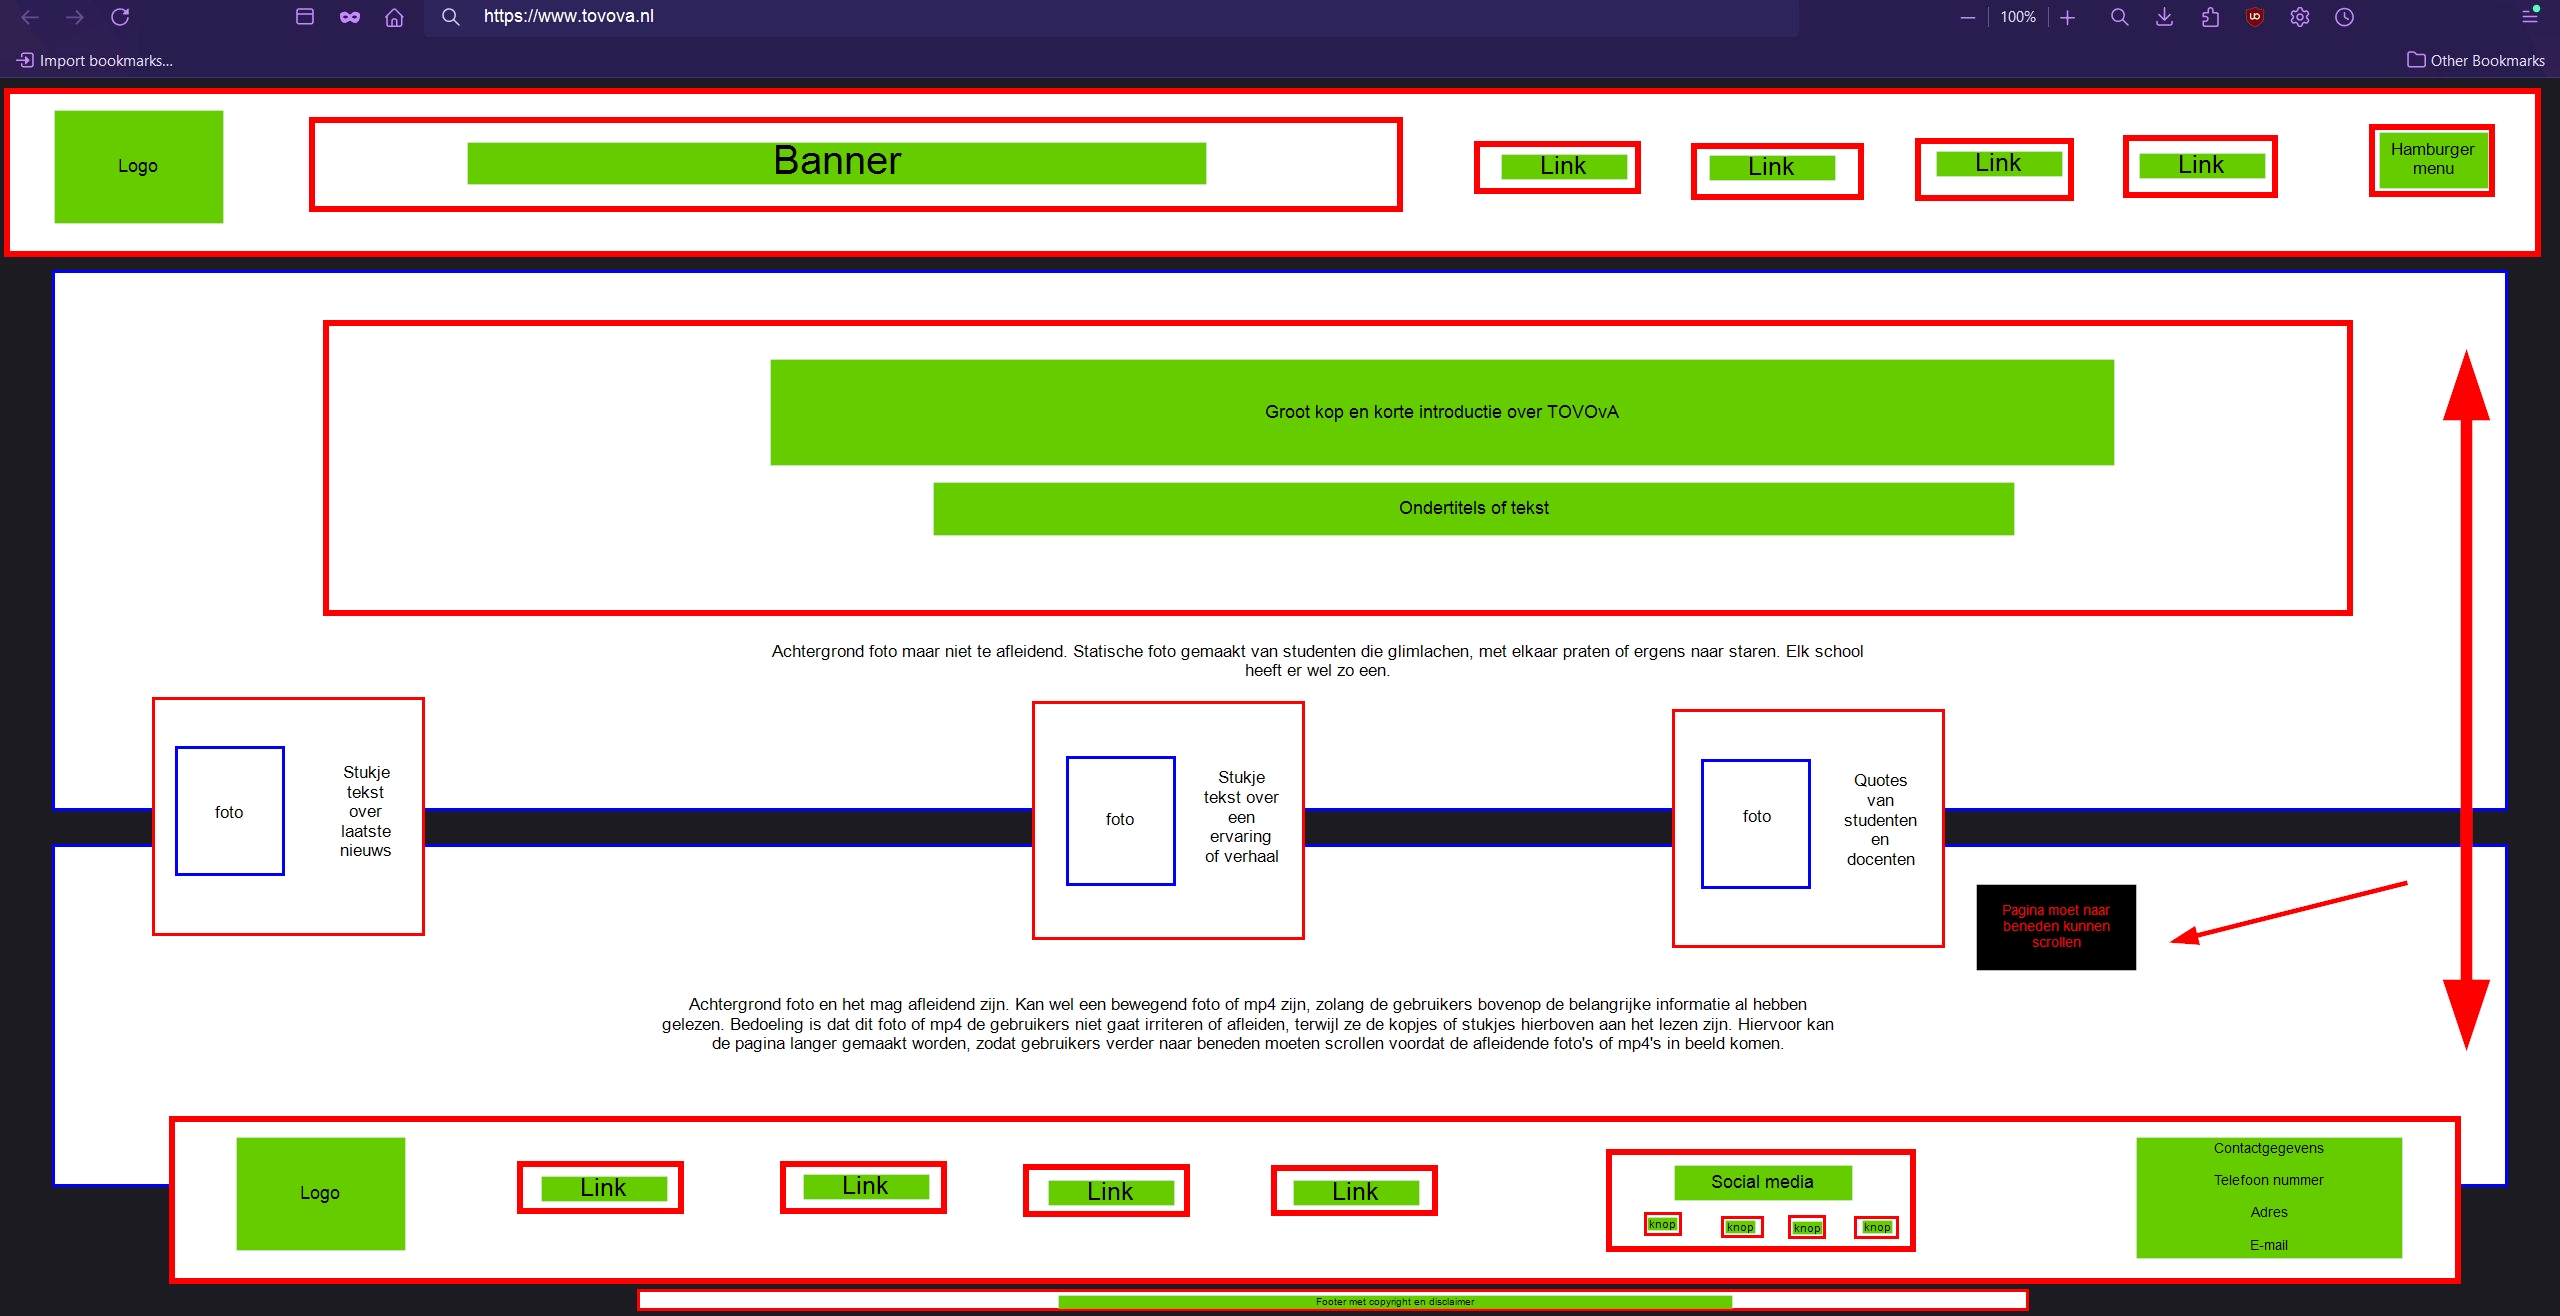 https://www.tovova.nl
100%
Import bookmarks...
Other Bookmarks
Logo
Banner
Link
Link
Link
Link
Hamburger
menu
Groot kop en korte introductie over TOVOvA
Ondertitels of tekst
Achtergrond foto maar niet te afleidend. Statische foto gemaakt van studenten die glimlachen, met elkaar praten of ergens naar staren. Elk school
heeft er wel zo een.
foto
Stukje
tekst
over
laatste
nieuws
foto
Stukje
tekst over
een
ervaring
of verhaal
foto
Quotes
van
studenten
en
docenten
Pagina moet naar
beneden kunnen
scrollen
Achtergrond foto en het mag afleidend zijn. Kan wel een bewegend foto of mp4 zijn, zolang de gebruikers bovenop de belangrijke informatie al hebben
gelezen. Bedoeling is dat dit foto of mp4 de gebruikers niet gaat irriteren of afleiden, terwijl ze de kopjes of stukjes hierboven aan het lezen zijn. Hiervoor kan
de pagina langer gemaakt worden, zodat gebruikers verder naar beneden moeten scrollen voordat de afleidende foto's of mp4's in beeld komen.
Logo
Link
Link
Link
Link
Social media
knop
knop
knop
knop
Contactgegevens
Telefoon nummer
Adres
E-mail
Footer met copyright en disclaimer